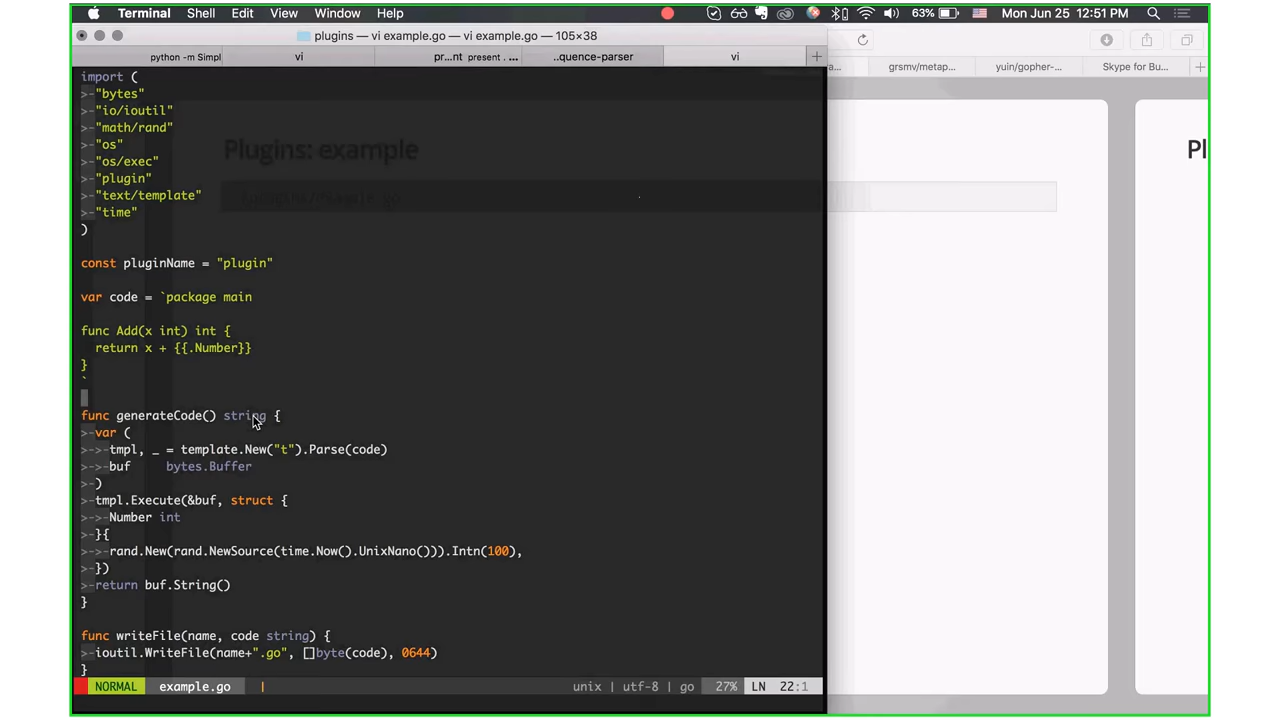 Terminal Shell Edit View Window Help 63% Mon Jun 25 12:51 PM
plugins — vi example.go — vi example.go — 105×38
python -m Simpl vi pr...nt present . ... ..quence-parser vi +
a... grsmv/metap... yuin/gopher-... Skype for Bu... +
import (
>-"bytes"
>-"io/ioutil"
>-"math/rand"
>-"os"
>-"os/exec"
>-"plugin"
>-"text/template"
>-"time"
)
const pluginName = "plugin"
var code = `package main
func Add(x int) int {
return x + {{.Number}}
}
`
func generateCode() string {
>-var (
>->-tmpl, _ = template.New("t").Parse(code)
>->-buf bytes.Buffer
>-)
>-tmpl.Execute(&buf, struct {
>->-Number int
>-}{
>->-rand.New(rand.NewSource(time.Now().UnixNano())).Intn(100),
>-})
>-return buf.String()
}
func writeFile(name, code string) {
>-ioutil.WriteFile(name+".go", []byte(code), 0644)
}
NORMAL example.go | unix | utf-8 | go 27% LN 22:1
Plugins: example
Pl